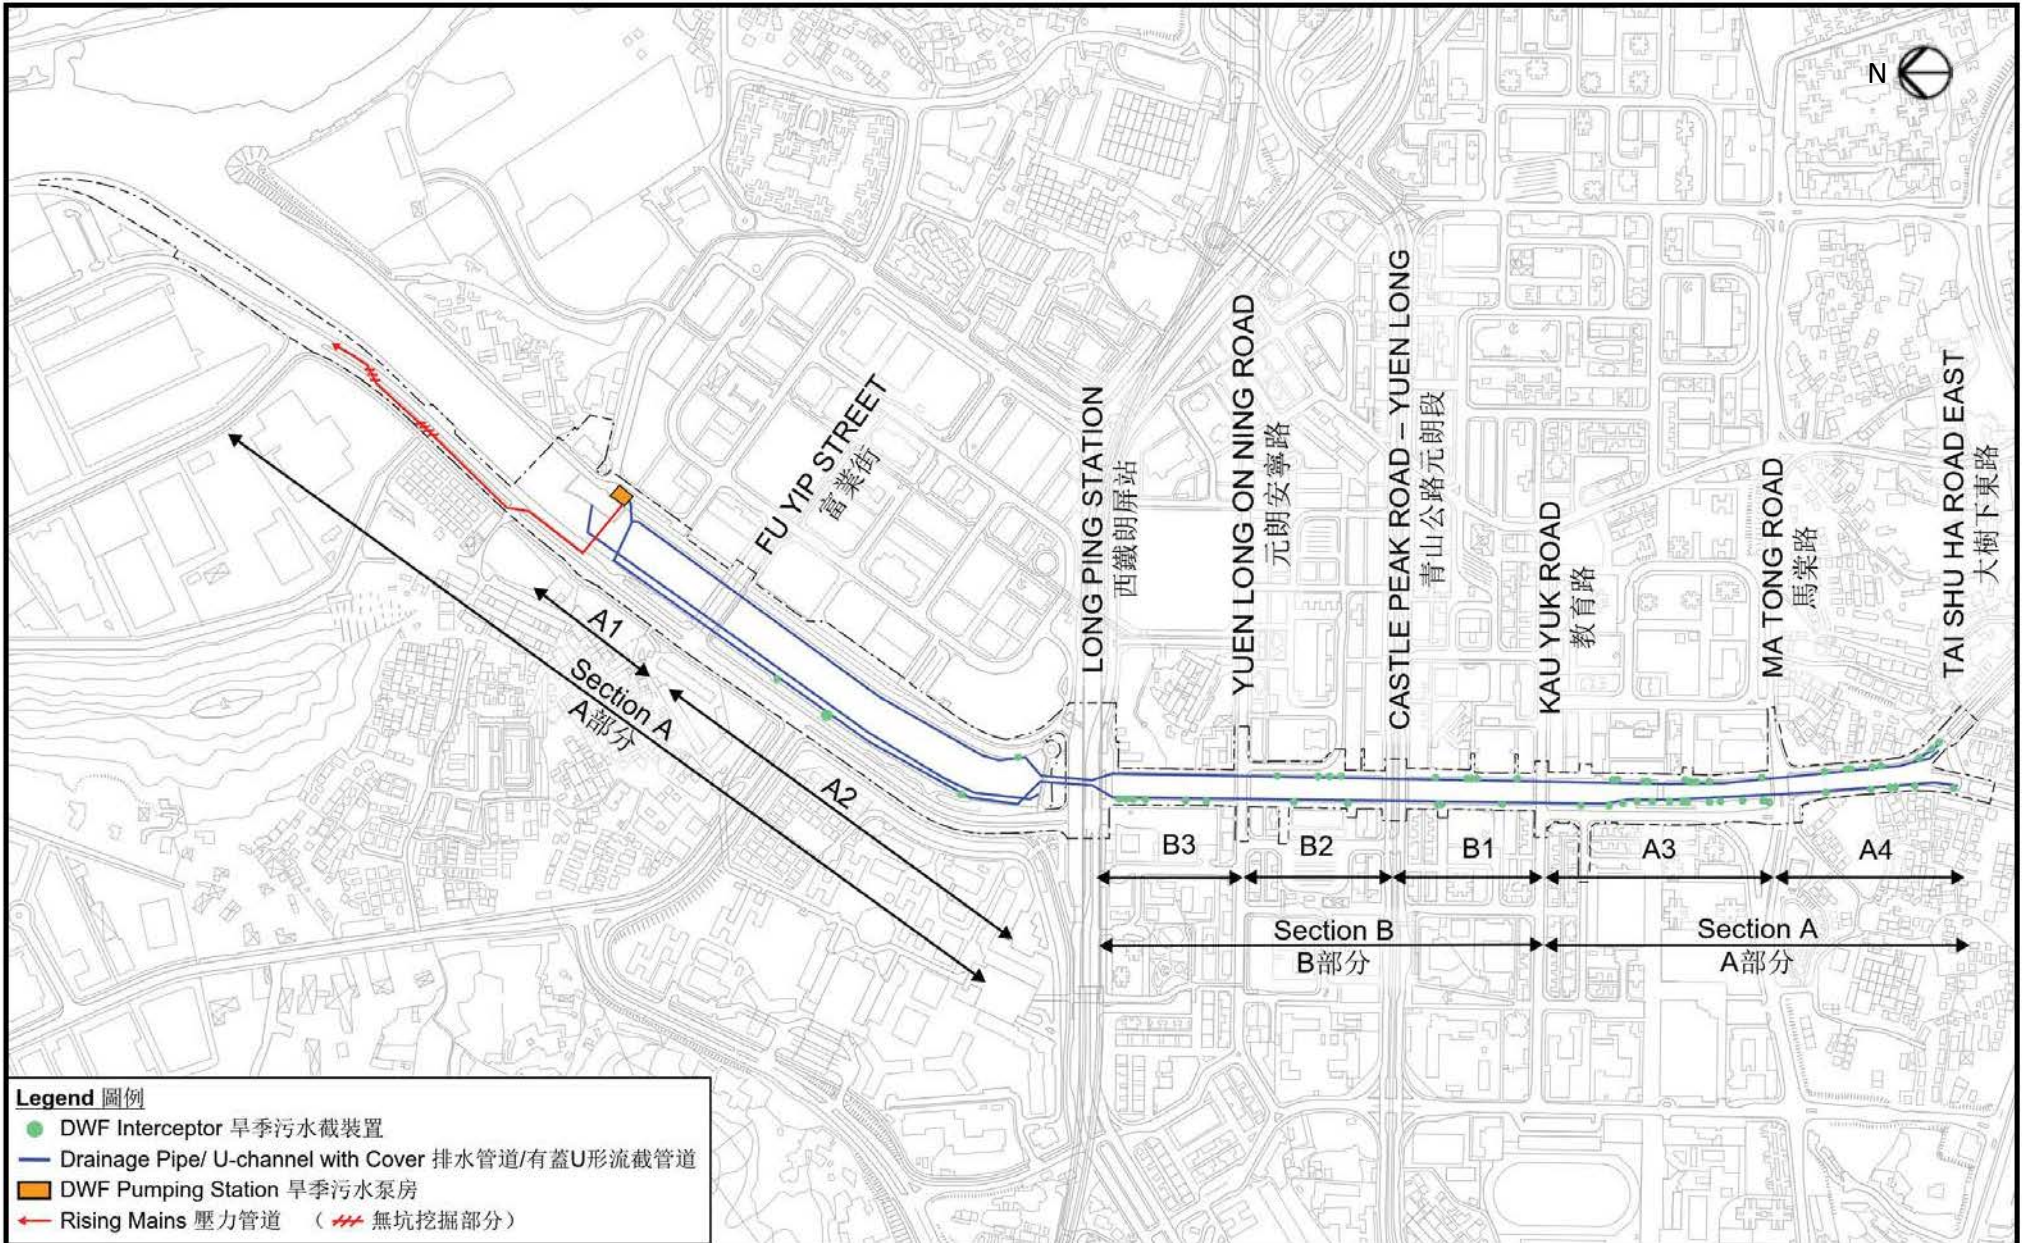 N
FU YIP STREET
富業街
LONG PING STATION
西鐵朗屏站
YUEN LONG ON NING ROAD
元朗安寧路
CASTLE PEAK ROAD – YUEN LONG
青山公路元朗段
KAU YUK ROAD
教育路
MA TONG ROAD
馬棠路
TAI SHU HA ROAD EAST
大樹下東路
A1
Section A
A部分
A2
B3
B2
B1
A3
A4
Section B
B部分
Section A
A部分
Legend 圖例
DWF Interceptor 旱季污水截裝置
Drainage Pipe/ U-channel with Cover 排水管道/有蓋U形流截管道
DWF Pumping Station 旱季污水泵房
Rising Mains 壓力管道 （ 無坑挖掘部分）